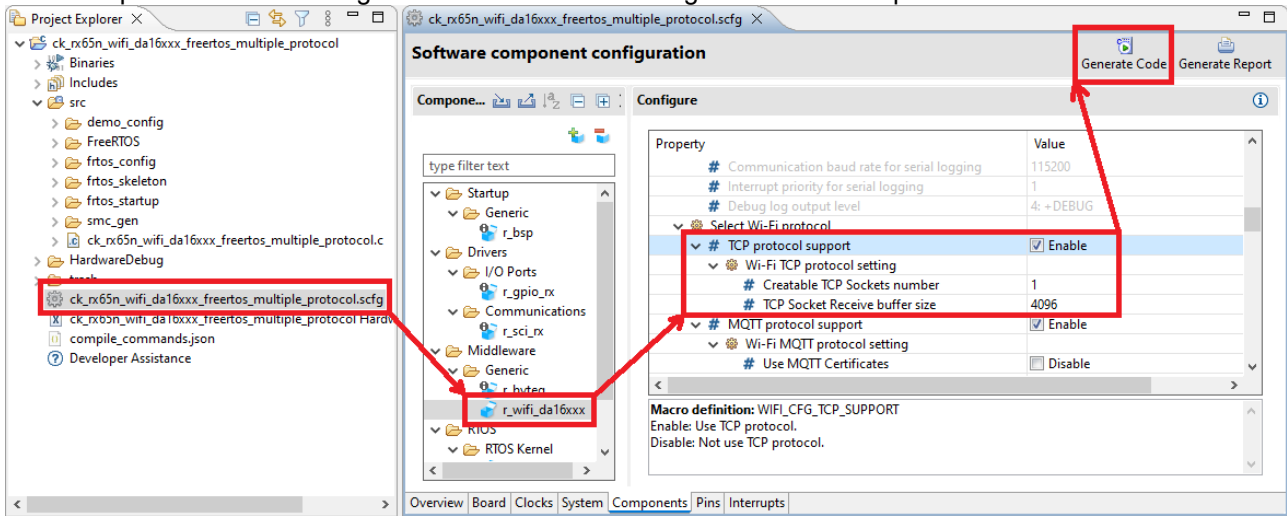 Project Explorer
ck_rx65n_wifi_da16xxx_freertos_multiple_protocol
Binaries
Includes
src
demo_config
FreeRTOS
frtos_config
frtos_skeleton
frtos_startup
smc_gen
ck_rx65n_wifi_da16xxx_freertos_multiple_protocol.c
HardwareDebug
trash
ck_rx65n_wifi_da16xxx_freertos_multiple_protocol.scfg
ck_rx65n_wifi_da16xxx_freertos_multiple_protocol Hardw
compile_commands.json
Developer Assistance
ck_rx65n_wifi_da16xxx_freertos_multiple_protocol.scfg
Software component configuration
Generate Code Generate Report
Compone...
type filter text
Startup
Generic
r_bsp
Drivers
I/O Ports
r_gpio_rx
Communications
r_sci_rx
Middleware
Generic
r_byteq
r_wifi_da16xxx
RTOS
RTOS Kernel
Configure
Property Value
# Communication baud rate for serial logging 115200
# Interrupt priority for serial logging 1
# Debug log output level 4: +DEBUG
Select Wi-Fi protocol
# TCP protocol support Enable
Wi-Fi TCP protocol setting
# Creatable TCP Sockets number 1
# TCP Socket Receive buffer size 4096
# MQTT protocol support Enable
Wi-Fi MQTT protocol setting
# Use MQTT Certificates Disable
Macro definition: WIFI_CFG_TCP_SUPPORT
Enable: Use TCP protocol.
Disable: Not use TCP protocol.
Overview Board Clocks System Components Pins Interrupts